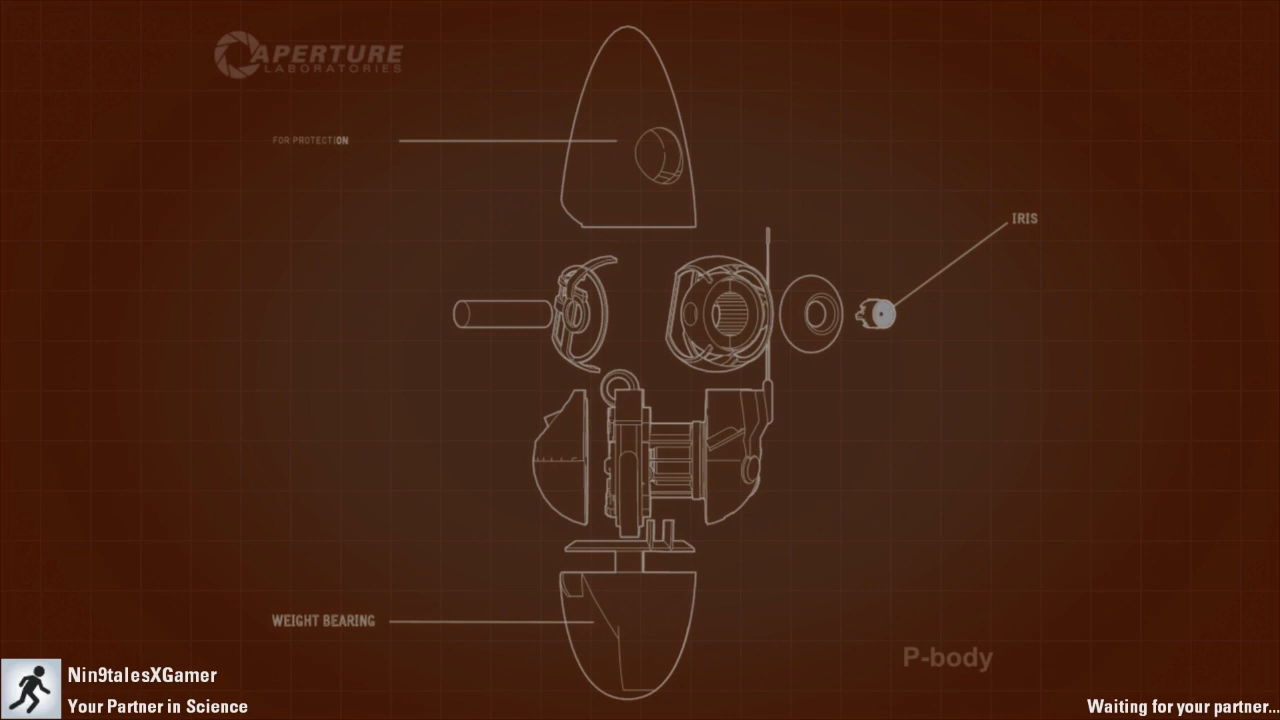 APERTURE
LABORATORIES
FOR PROTECTION
IRIS
WEIGHT BEARING
P-body
Nin9talesXGamer
Your Partner in Science
Waiting for your partner...